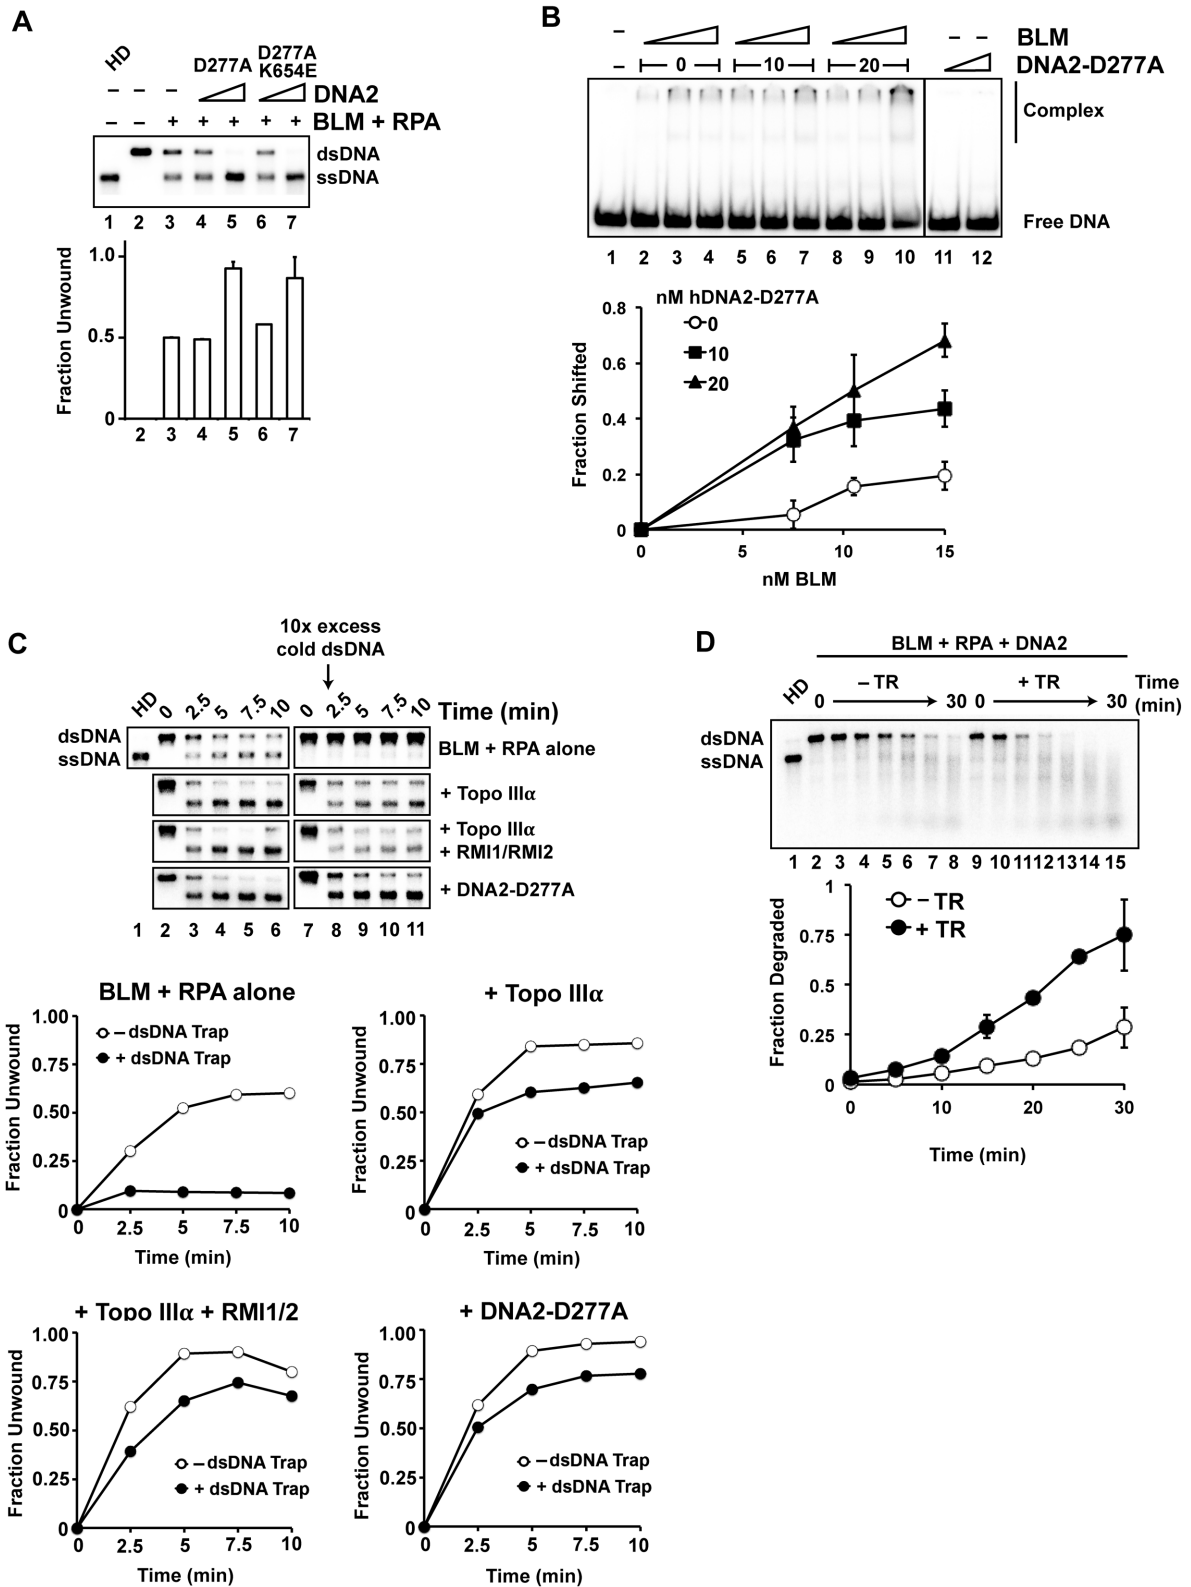 A
HD
D277A
D277A
K654E
– – – DNA2
– – + + + + + BLM + RPA
dsDNA
ssDNA
1 2 3 4 5 6 7
Fraction Unwound
1.0
0.5
0
2 3 4 5 6 7
B
– – – BLM
– 0 10 20 DNA2-D277A
Complex
Free DNA
1 2 3 4 5 6 7 8 9 10 11 12
nM hDNA2-D277A
0
10
20
Fraction Shifted
0.8
0.6
0.4
0.2
0
0 5 10 15
nM BLM
C
10x excess
cold dsDNA
HD 0 2.5 5 7.5 10 0 2.5 5 7.5 10 Time (min)
dsDNA
ssDNA
BLM + RPA alone
+ Topo IIIα
+ Topo IIIα
+ RMI1/RMI2
+ DNA2-D277A
1 2 3 4 5 6 7 8 9 10 11
BLM + RPA alone
– dsDNA Trap
+ dsDNA Trap
Fraction Unwound
1.00
0.75
0.50
0.25
0
0 2.5 5 7.5 10
Time (min)
+ Topo IIIα
– dsDNA Trap
+ dsDNA Trap
Fraction Unwound
1.00
0.75
0.50
0.25
0
0 2.5 5 7.5 10
Time (min)
+ Topo IIIα + RMI1/2
– dsDNA Trap
+ dsDNA Trap
Fraction Unwound
1.00
0.75
0.50
0.25
0
0 2.5 5 7.5 10
Time (min)
+ DNA2-D277A
– dsDNA Trap
+ dsDNA Trap
Fraction Unwound
1.00
0.75
0.50
0.25
0
0 2.5 5 7.5 10
Time (min)
D
BLM + RPA + DNA2
– TR + TR
HD 0 30 0 30 Time (min)
dsDNA
ssDNA
1 2 3 4 5 6 7 8 9 10 11 12 13 14 15
– TR
+ TR
Fraction Degraded
1
0.75
0.5
0.25
0
0 10 20 30
Time (min)